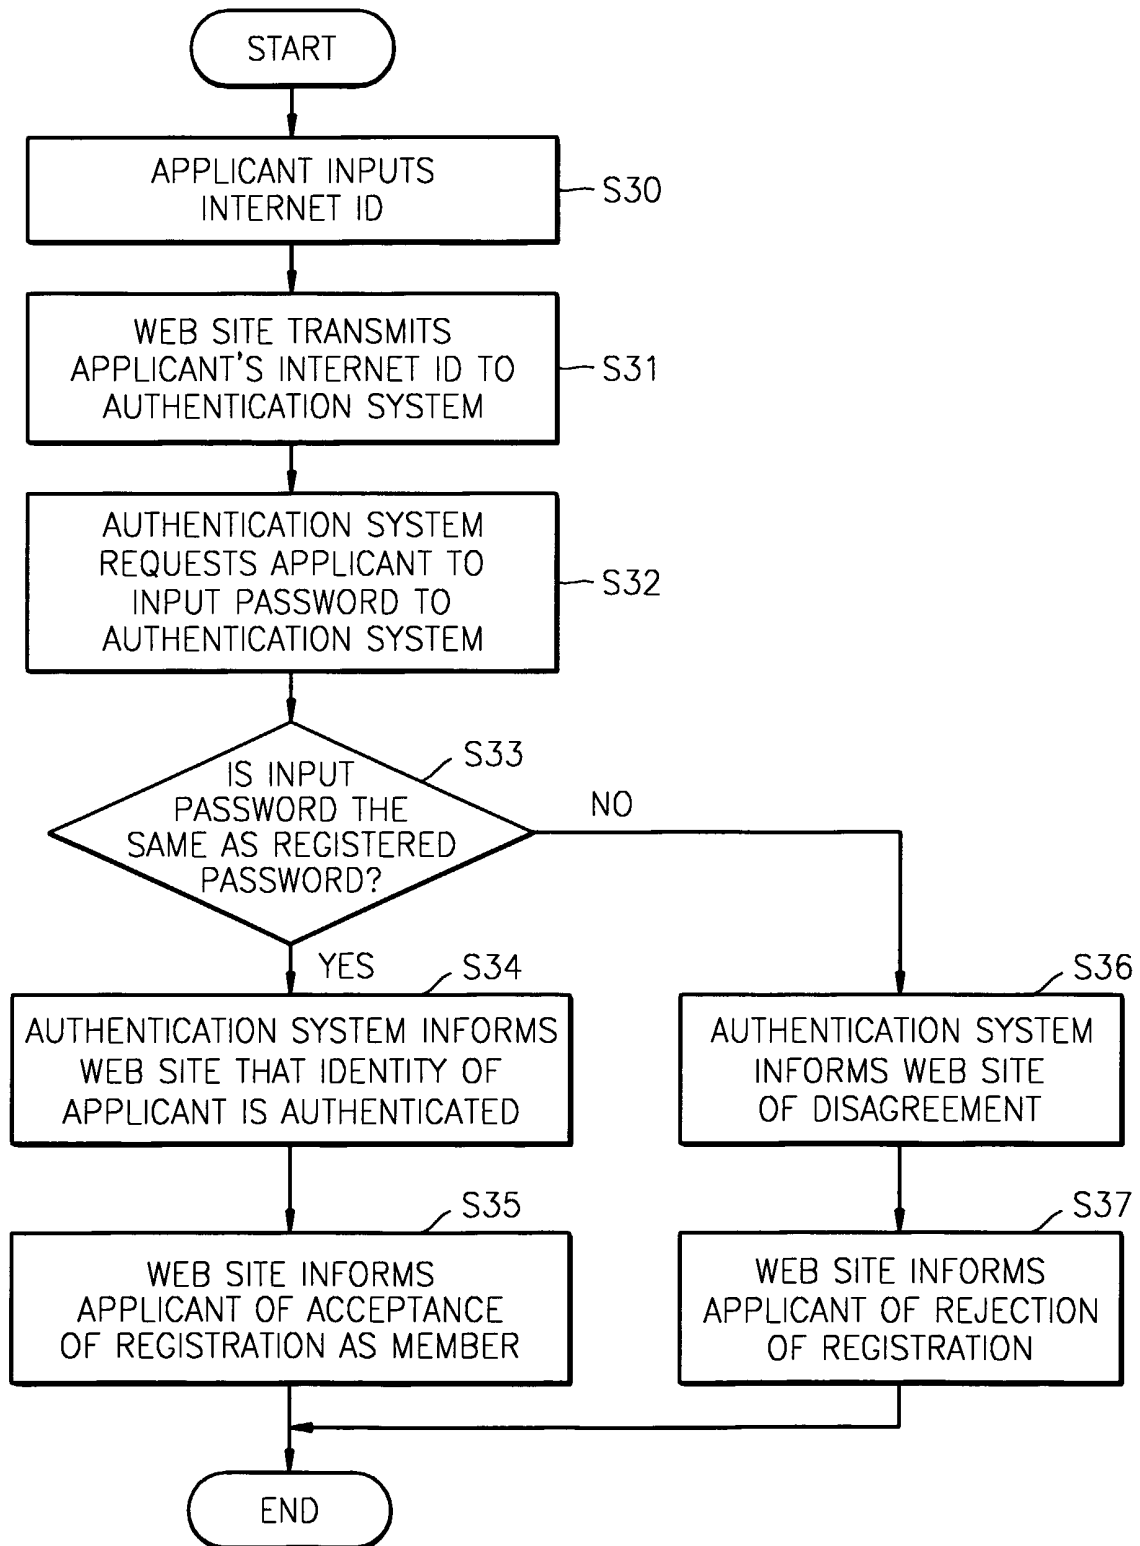 START
APPLICANT INPUTS
INTERNET ID
S30
WEB SITE TRANSMITS
APPLICANT'S INTERNET ID TO
AUTHENTICATION SYSTEM
S31
AUTHENTICATION SYSTEM
REQUESTS APPLICANT TO
INPUT PASSWORD TO
AUTHENTICATION SYSTEM
S32
S33
IS INPUT
PASSWORD THE
SAME AS REGISTERED
PASSWORD?
NO
YES
S34
AUTHENTICATION SYSTEM INFORMS
WEB SITE THAT IDENTITY OF
APPLICANT IS AUTHENTICATED
S36
AUTHENTICATION SYSTEM
INFORMS WEB SITE
OF DISAGREEMENT
S35
WEB SITE INFORMS
APPLICANT OF ACCEPTANCE
OF REGISTRATION AS MEMBER
S37
WEB SITE INFORMS
APPLICANT OF REJECTION
OF REGISTRATION
END